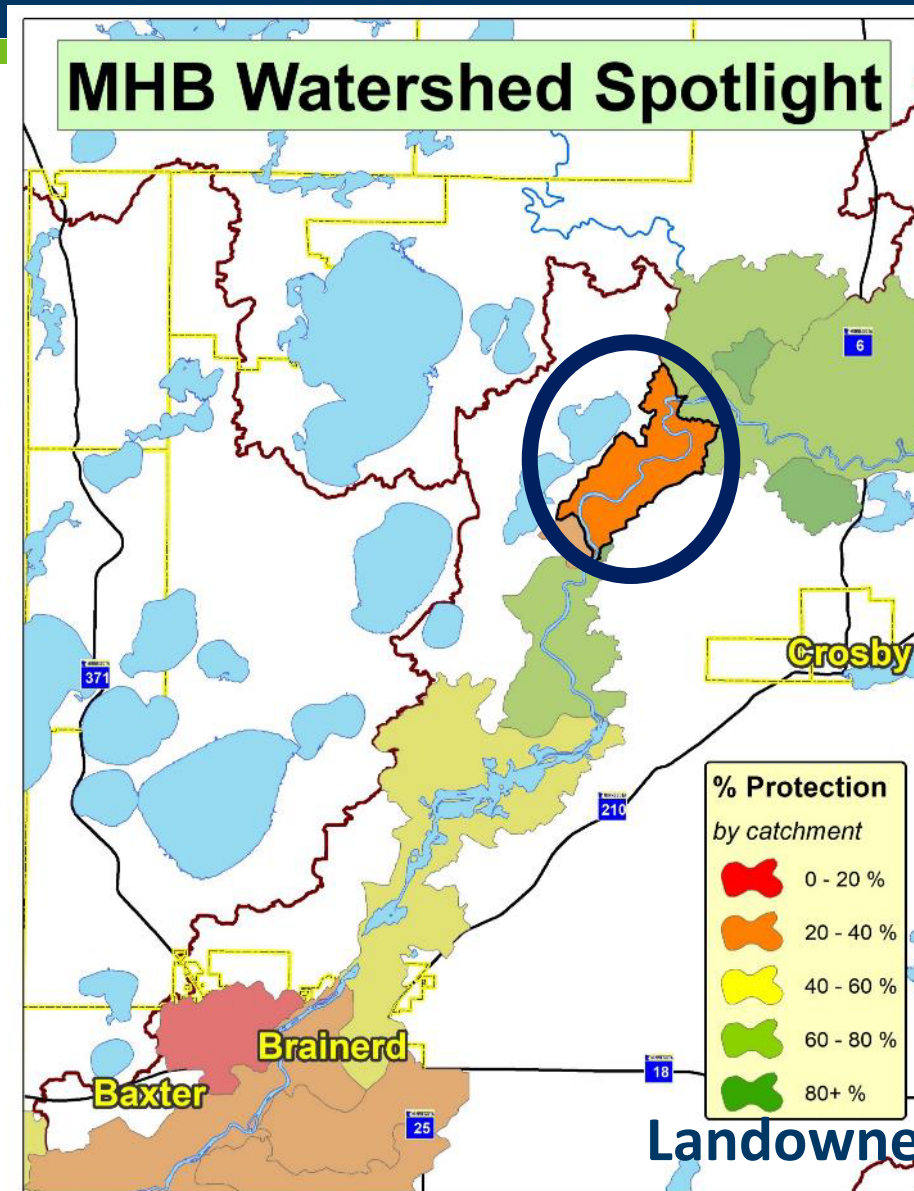 MHB Watershed Spotlight
6
371
Crosby
210
% Protection
by catchment
0 - 20 %
20 - 40 %
40 - 60 %
60 - 80 %
80+ %
Brainerd
Baxter
18
25
Landowne